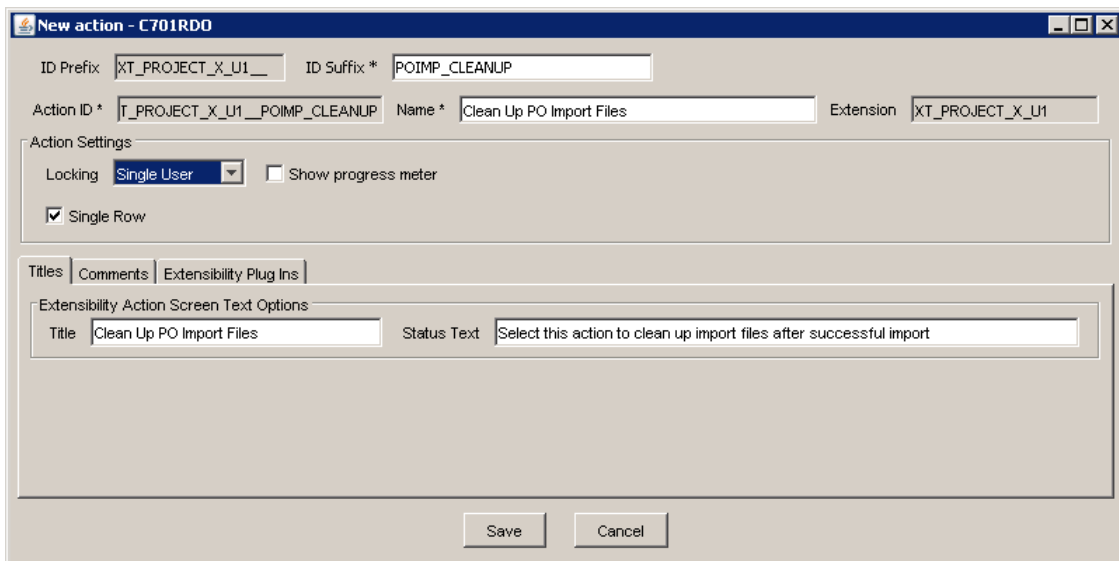 New action - C701RDO
ID Prefix XT_PROJECT_X_U1__ ID Suffix * POIMP_CLEANUP
Action ID * T_PROJECT_X_U1__POIMP_CLEANUP Name * Clean Up PO Import Files Extension XT_PROJECT_X_U1
Action Settings
Locking Single User Show progress meter
Single Row
Titles Comments Extensibility Plug Ins
Extensibility Action Screen Text Options
Title Clean Up PO Import Files Status Text Select this action to clean up import files after successful import
Save Cancel